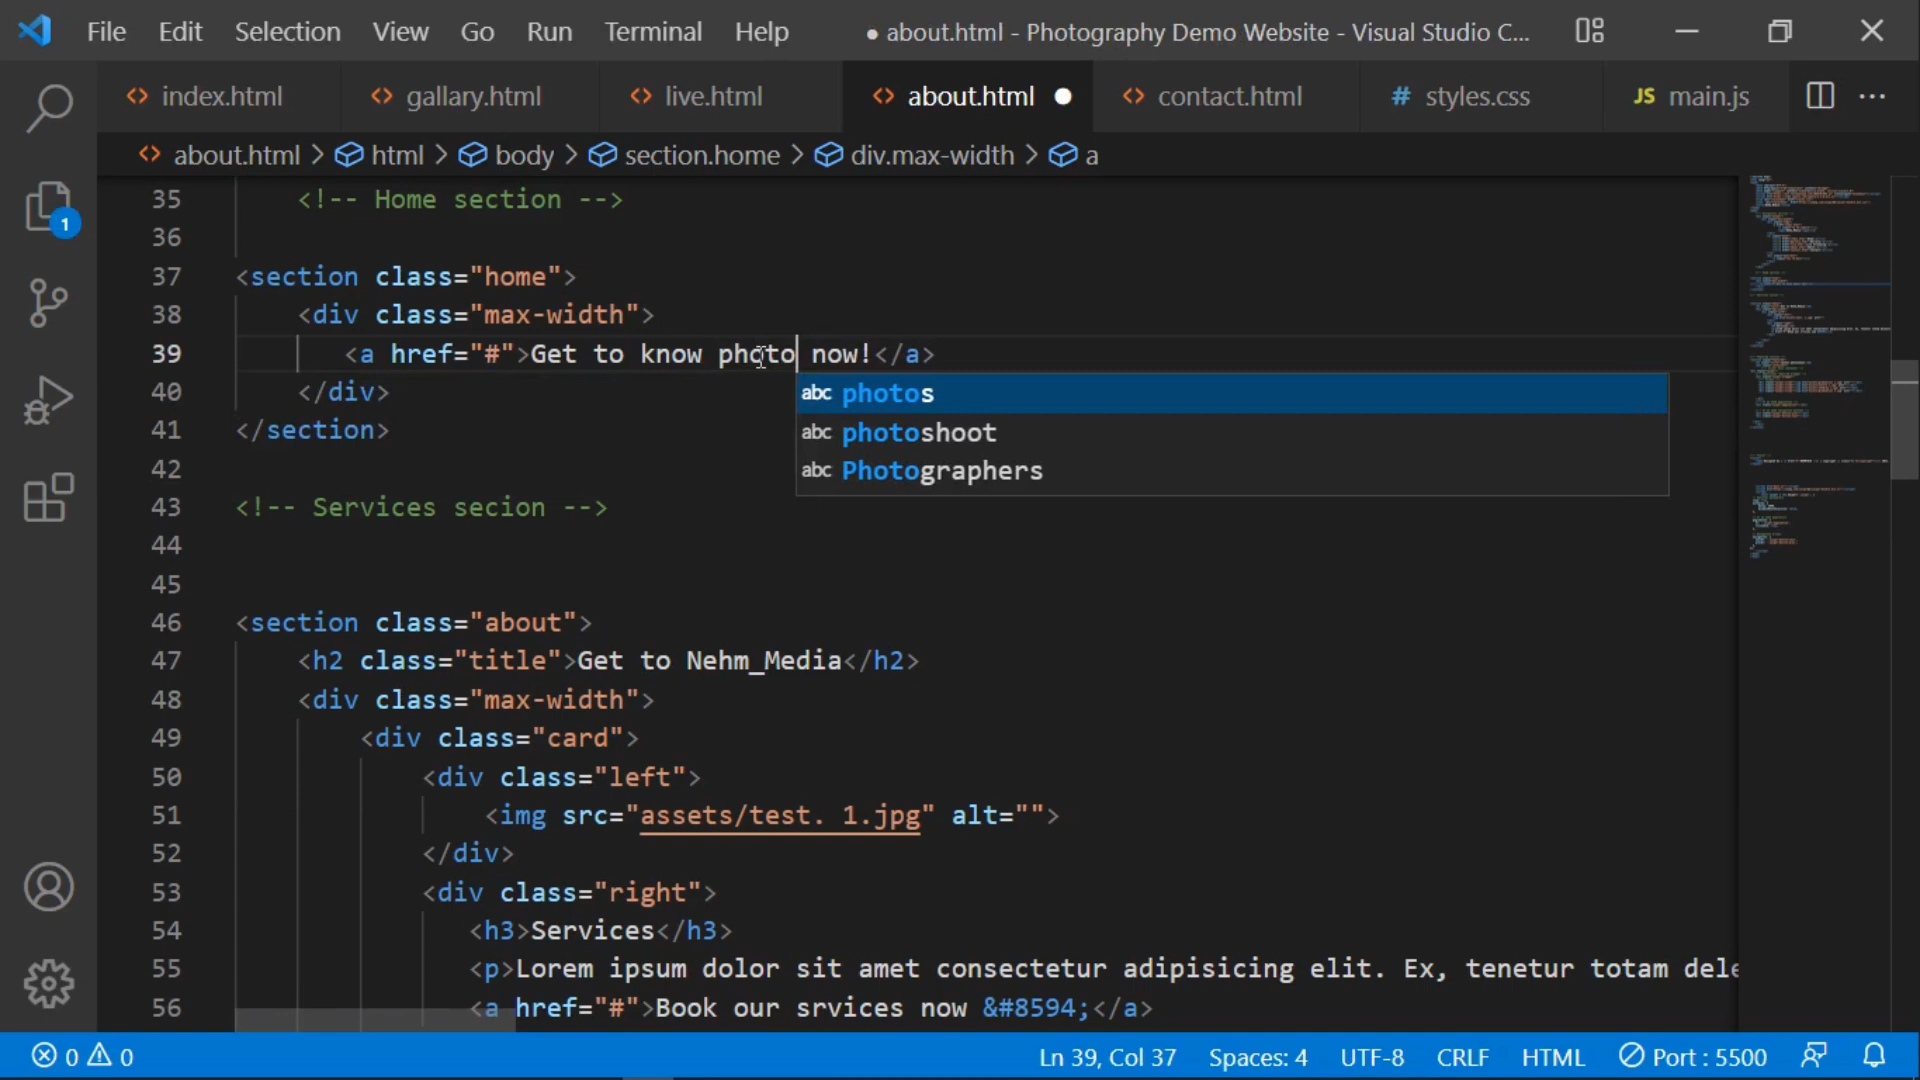 File Edit Selection View Go Run Terminal Help ● about.html - Photography Demo Website - Visual Studio C...
index.html gallary.html live.html about.html contact.html # styles.css JS main.js
about.html > html > body > section.home > div.max-width > a
1
35 <!-- Home section -->
36
37 <section class="home">
38 <div class="max-width">
39 <a href="#">Get to know photo now!</a>
40 </div>
abc photos
41 </section>
abc photoshoot
42
abc Photographers
43 <!-- Services secion -->
44
45
46 <section class="about">
47 <h2 class="title">Get to Nehm_Media</h2>
48 <div class="max-width">
49 <div class="card">
50 <div class="left">
51 <img src="assets/test. 1.jpg" alt="">
52 </div>
53 <div class="right">
54 <h3>Services</h3>
55 <p>Lorem ipsum dolor sit amet consectetur adipisicing elit. Ex, tenetur totam dele
56 <a href="#">Book our srvices now &#8594;</a>
0 0 Ln 39, Col 37 Spaces: 4 UTF-8 CRLF HTML Port : 5500